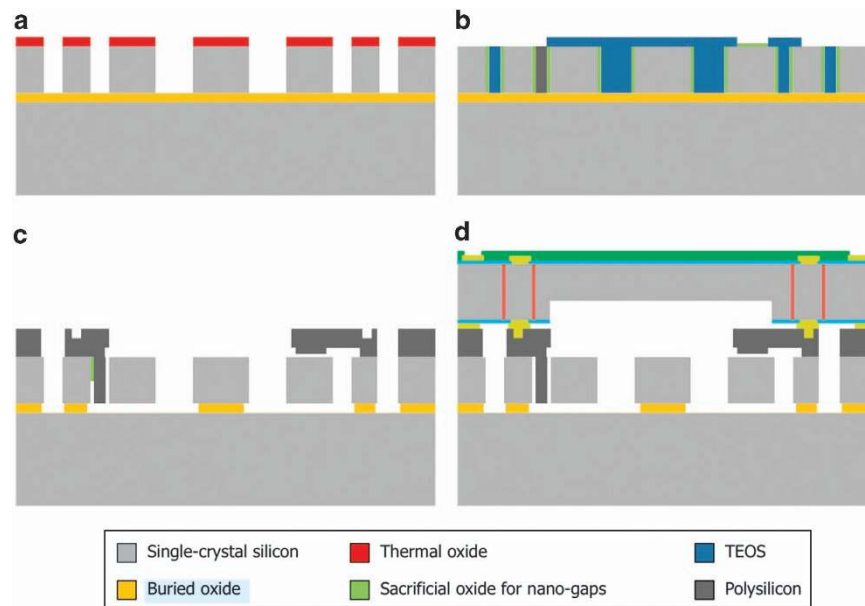 a
b
c
d
Single-crystal silicon
Thermal oxide
TEOS
Buried oxide
Sacrificial oxide for nano-gaps
Polysilicon